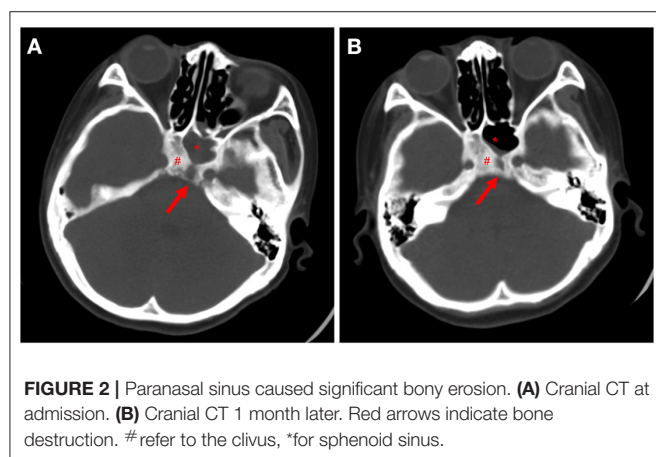 A
B
#
*
#
*
FIGURE 2 | Paranasal sinus caused significant bony erosion. (A) Cranial CT at
admission. (B) Cranial CT 1 month later. Red arrows indicate bone
destruction. # refer to the clivus, *for sphenoid sinus.